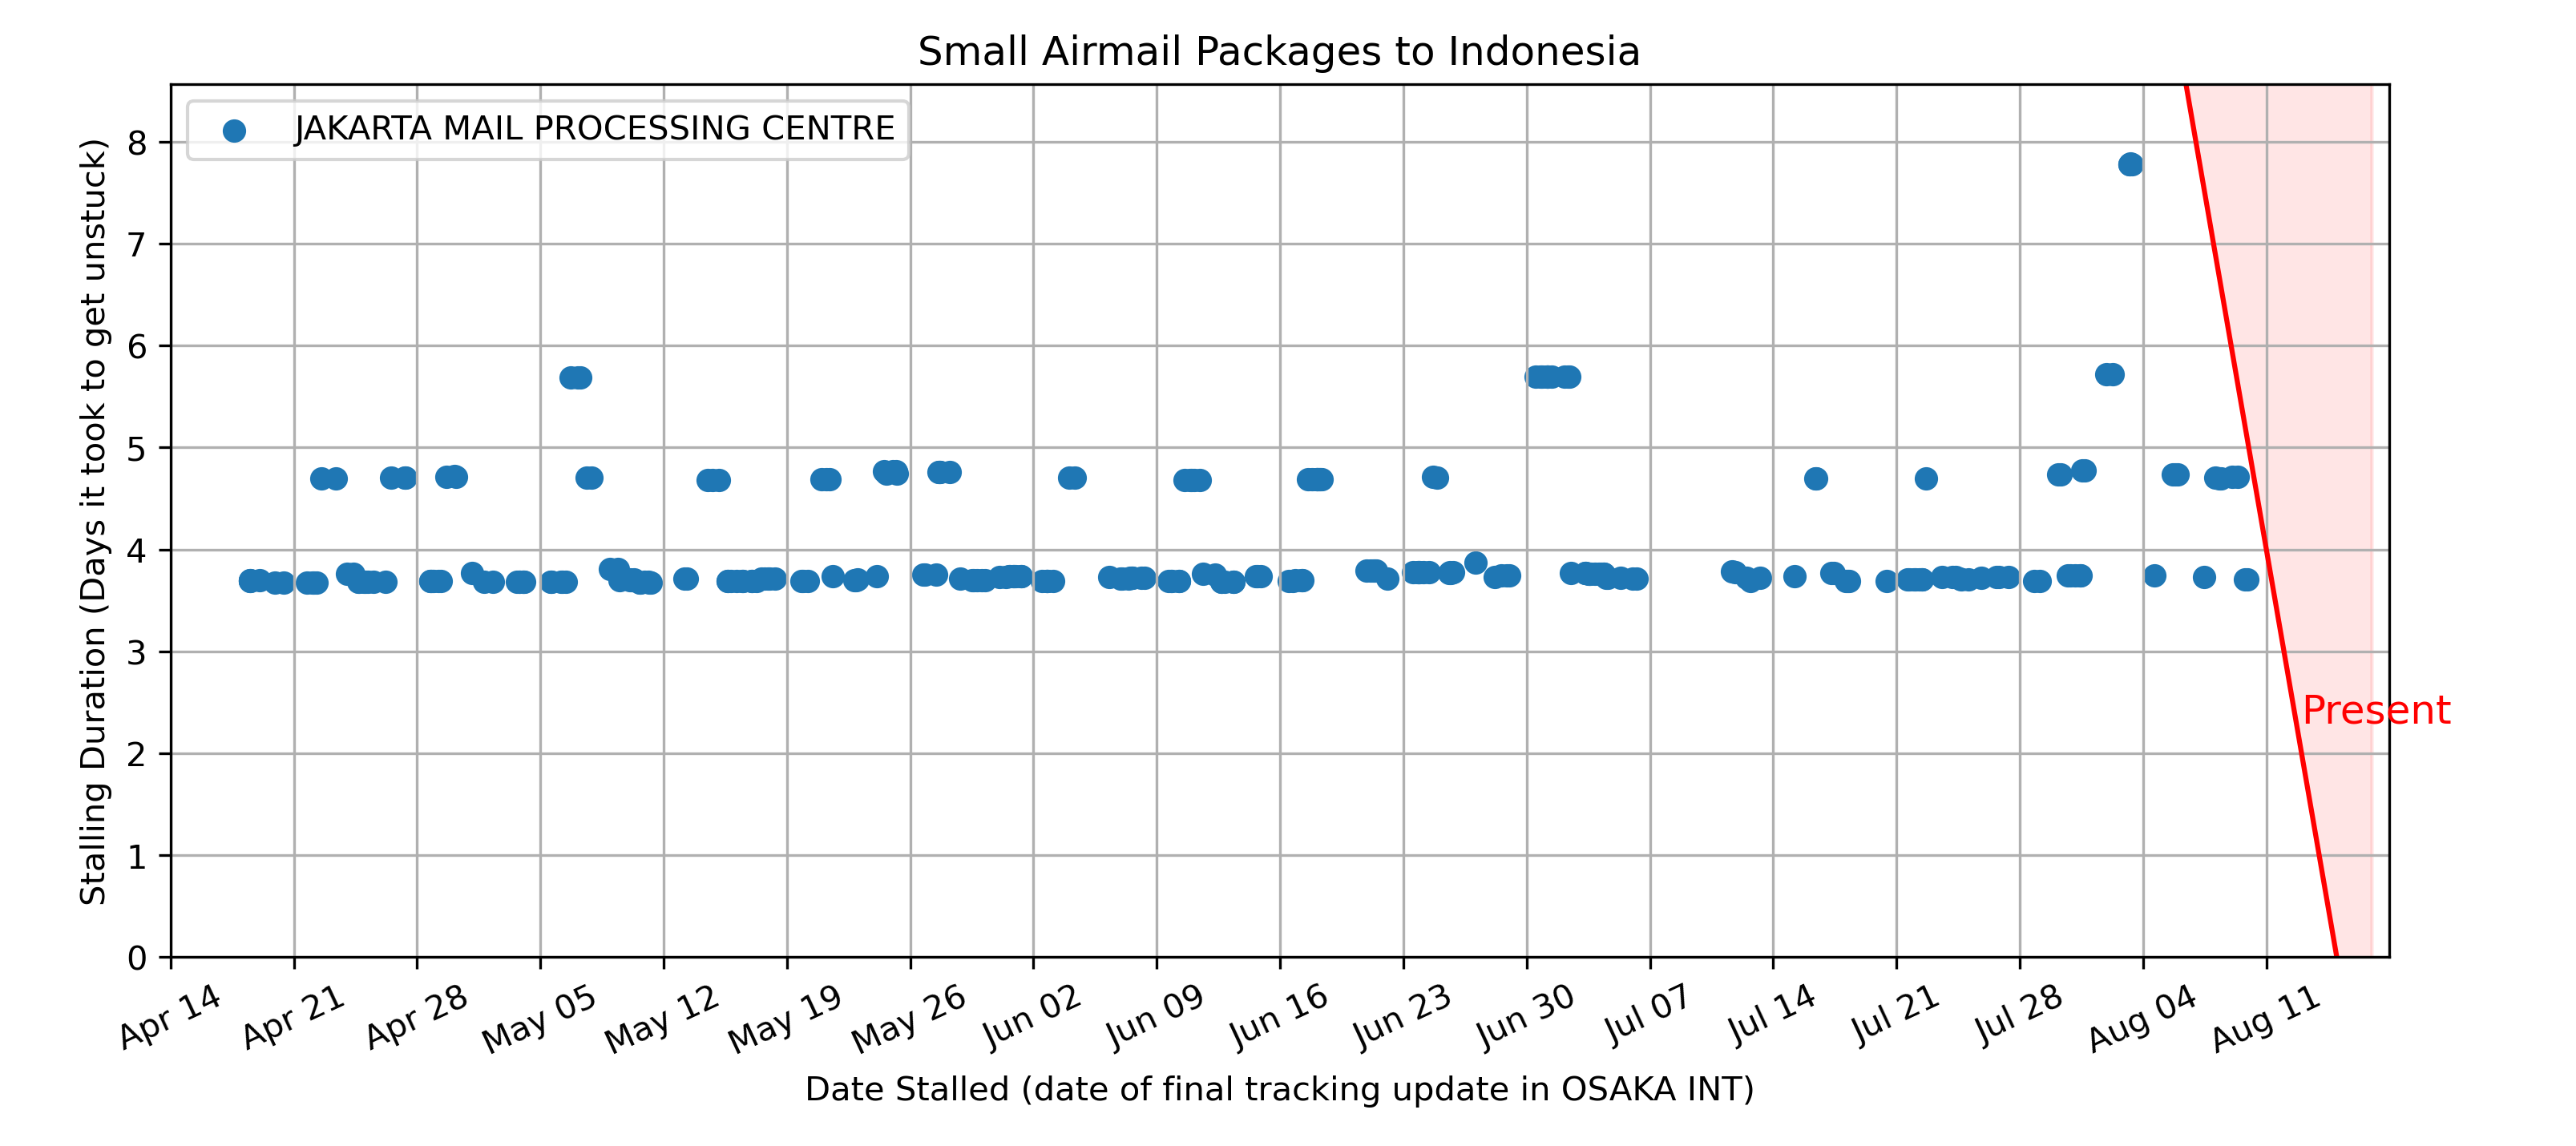 Small Airmail Packages to Indonesia
JAKARTA MAIL PROCESSING CENTRE
Stalling Duration (Days it took to get unstuck)
8
7
6
5
4
3
2
1
0
Present
Apr 14
Apr 21
Apr 28
May 05
May 12
May 19
May 26
Jun 02
Jun 09
Jun 16
Jun 23
Jun 30
Jul 07
Jul 14
Jul 21
Jul 28
Aug 04
Aug 11
Date Stalled (date of final tracking update in OSAKA INT)